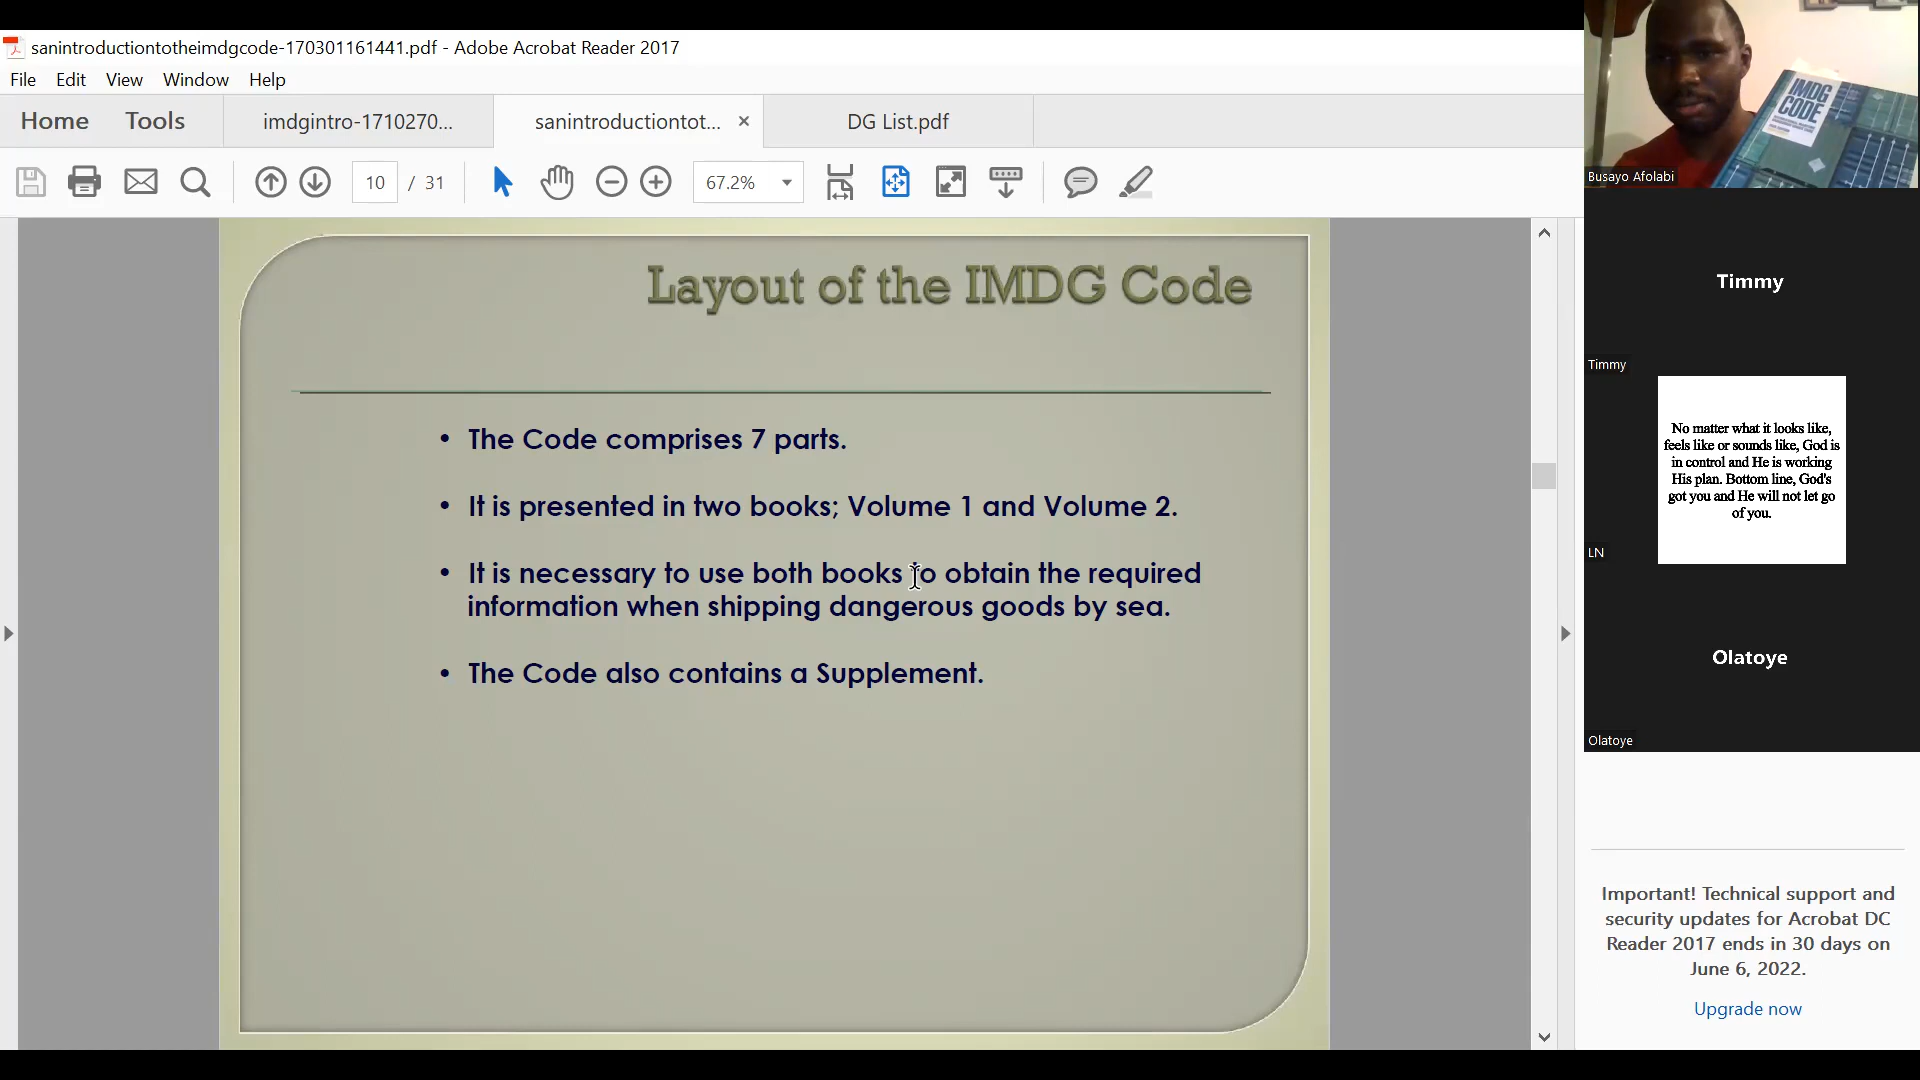 sanintroductiontotheimdgcode-170301161441.pdf - Adobe Acrobat Reader 2017
File Edit View Window Help
Home Tools imdgintro-1710270... sanintroductiontot... × DG List.pdf
10 / 31 67.2%
Layout of the IMDG Code
• The Code comprises 7 parts.
• It is presented in two books; Volume 1 and Volume 2.
• It is necessary to use both books to obtain the required
information when shipping dangerous goods by sea.
• The Code also contains a Supplement.
IMDG
CODE
Busayo Afolabi
Timmy
Timmy
No matter what it looks like,
feels like or sounds like, God is
in control and He is working
His plan. Bottom line, God's
got you and He will not let go
of you.
LN
Olatoye
Olatoye
Important! Technical support and
security updates for Acrobat DC
Reader 2017 ends in 30 days on
June 6, 2022.
Upgrade now